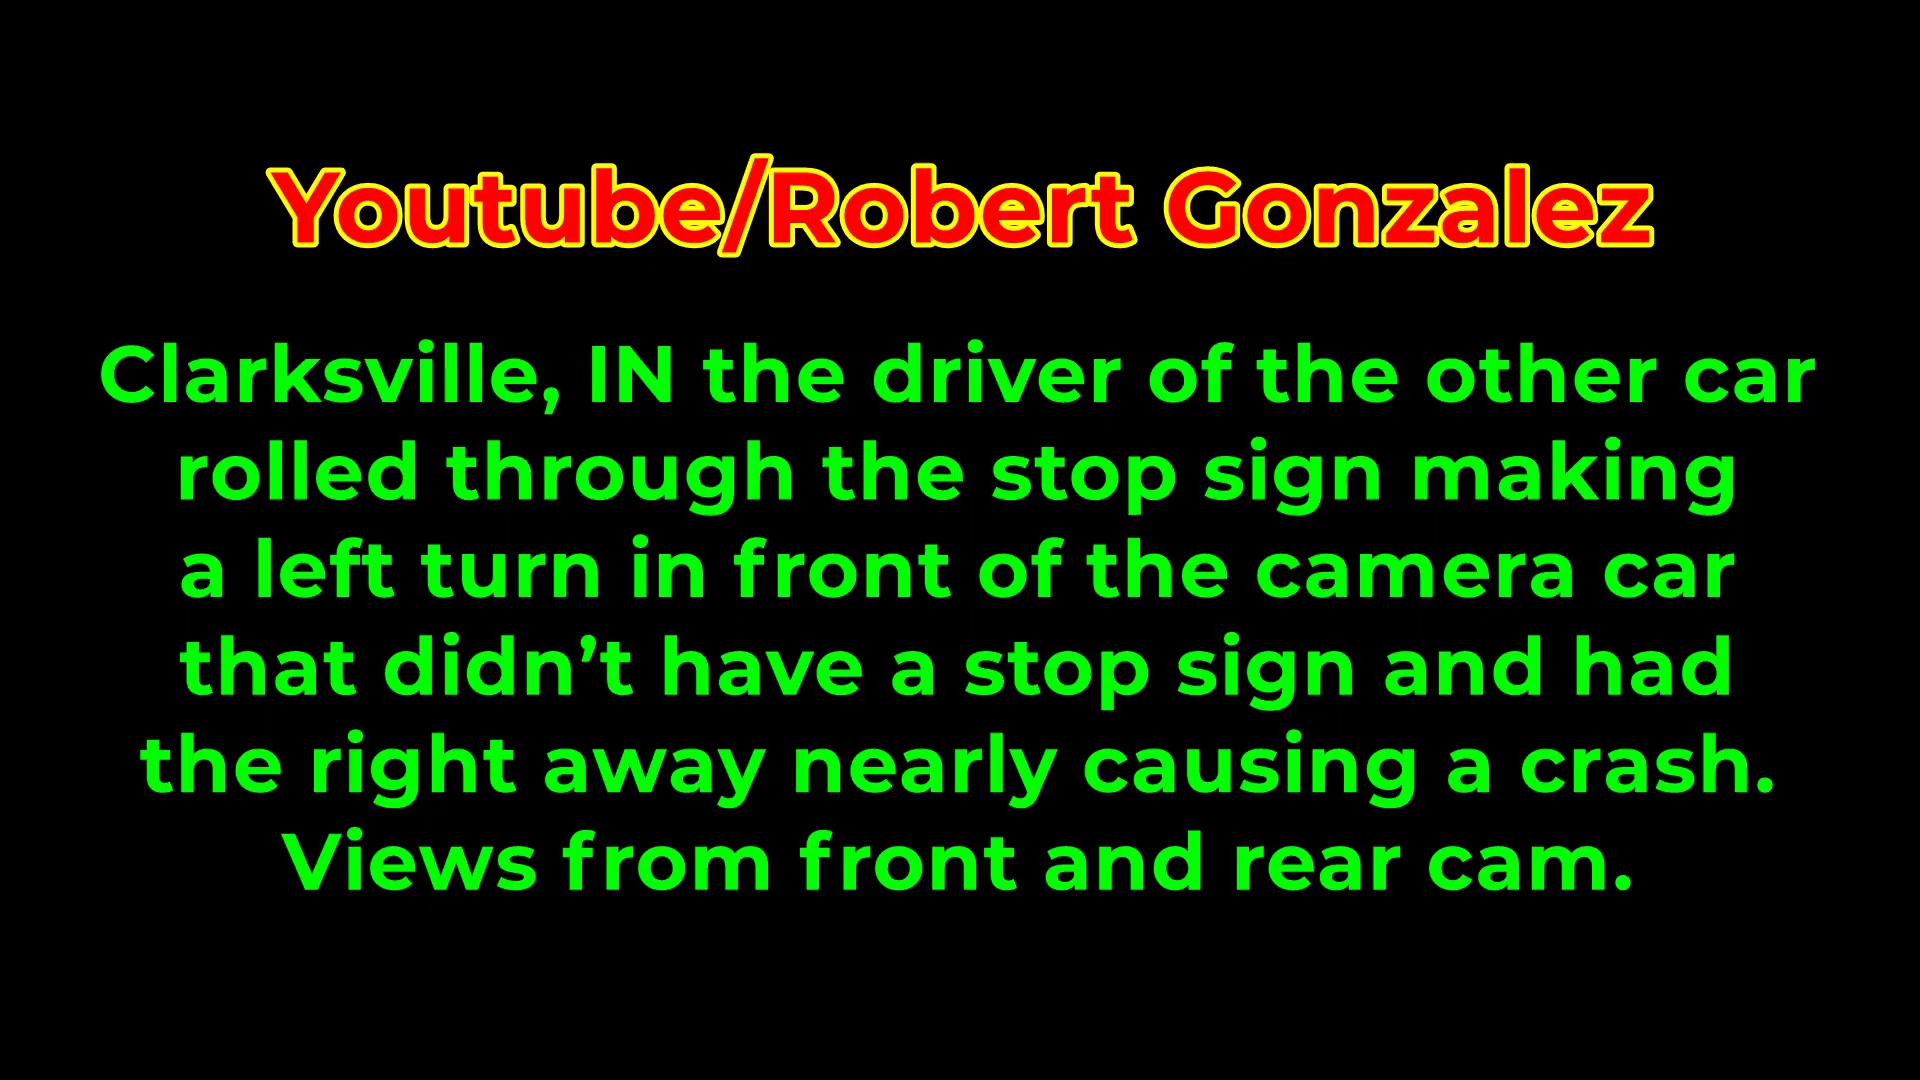 Youtube/Robert Gonzalez
Clarksville, IN the driver of the other car
rolled through the stop sign making
a left turn in front of the camera car
that didn’t have a stop sign and had
the right away nearly causing a crash.
Views from front and rear cam.